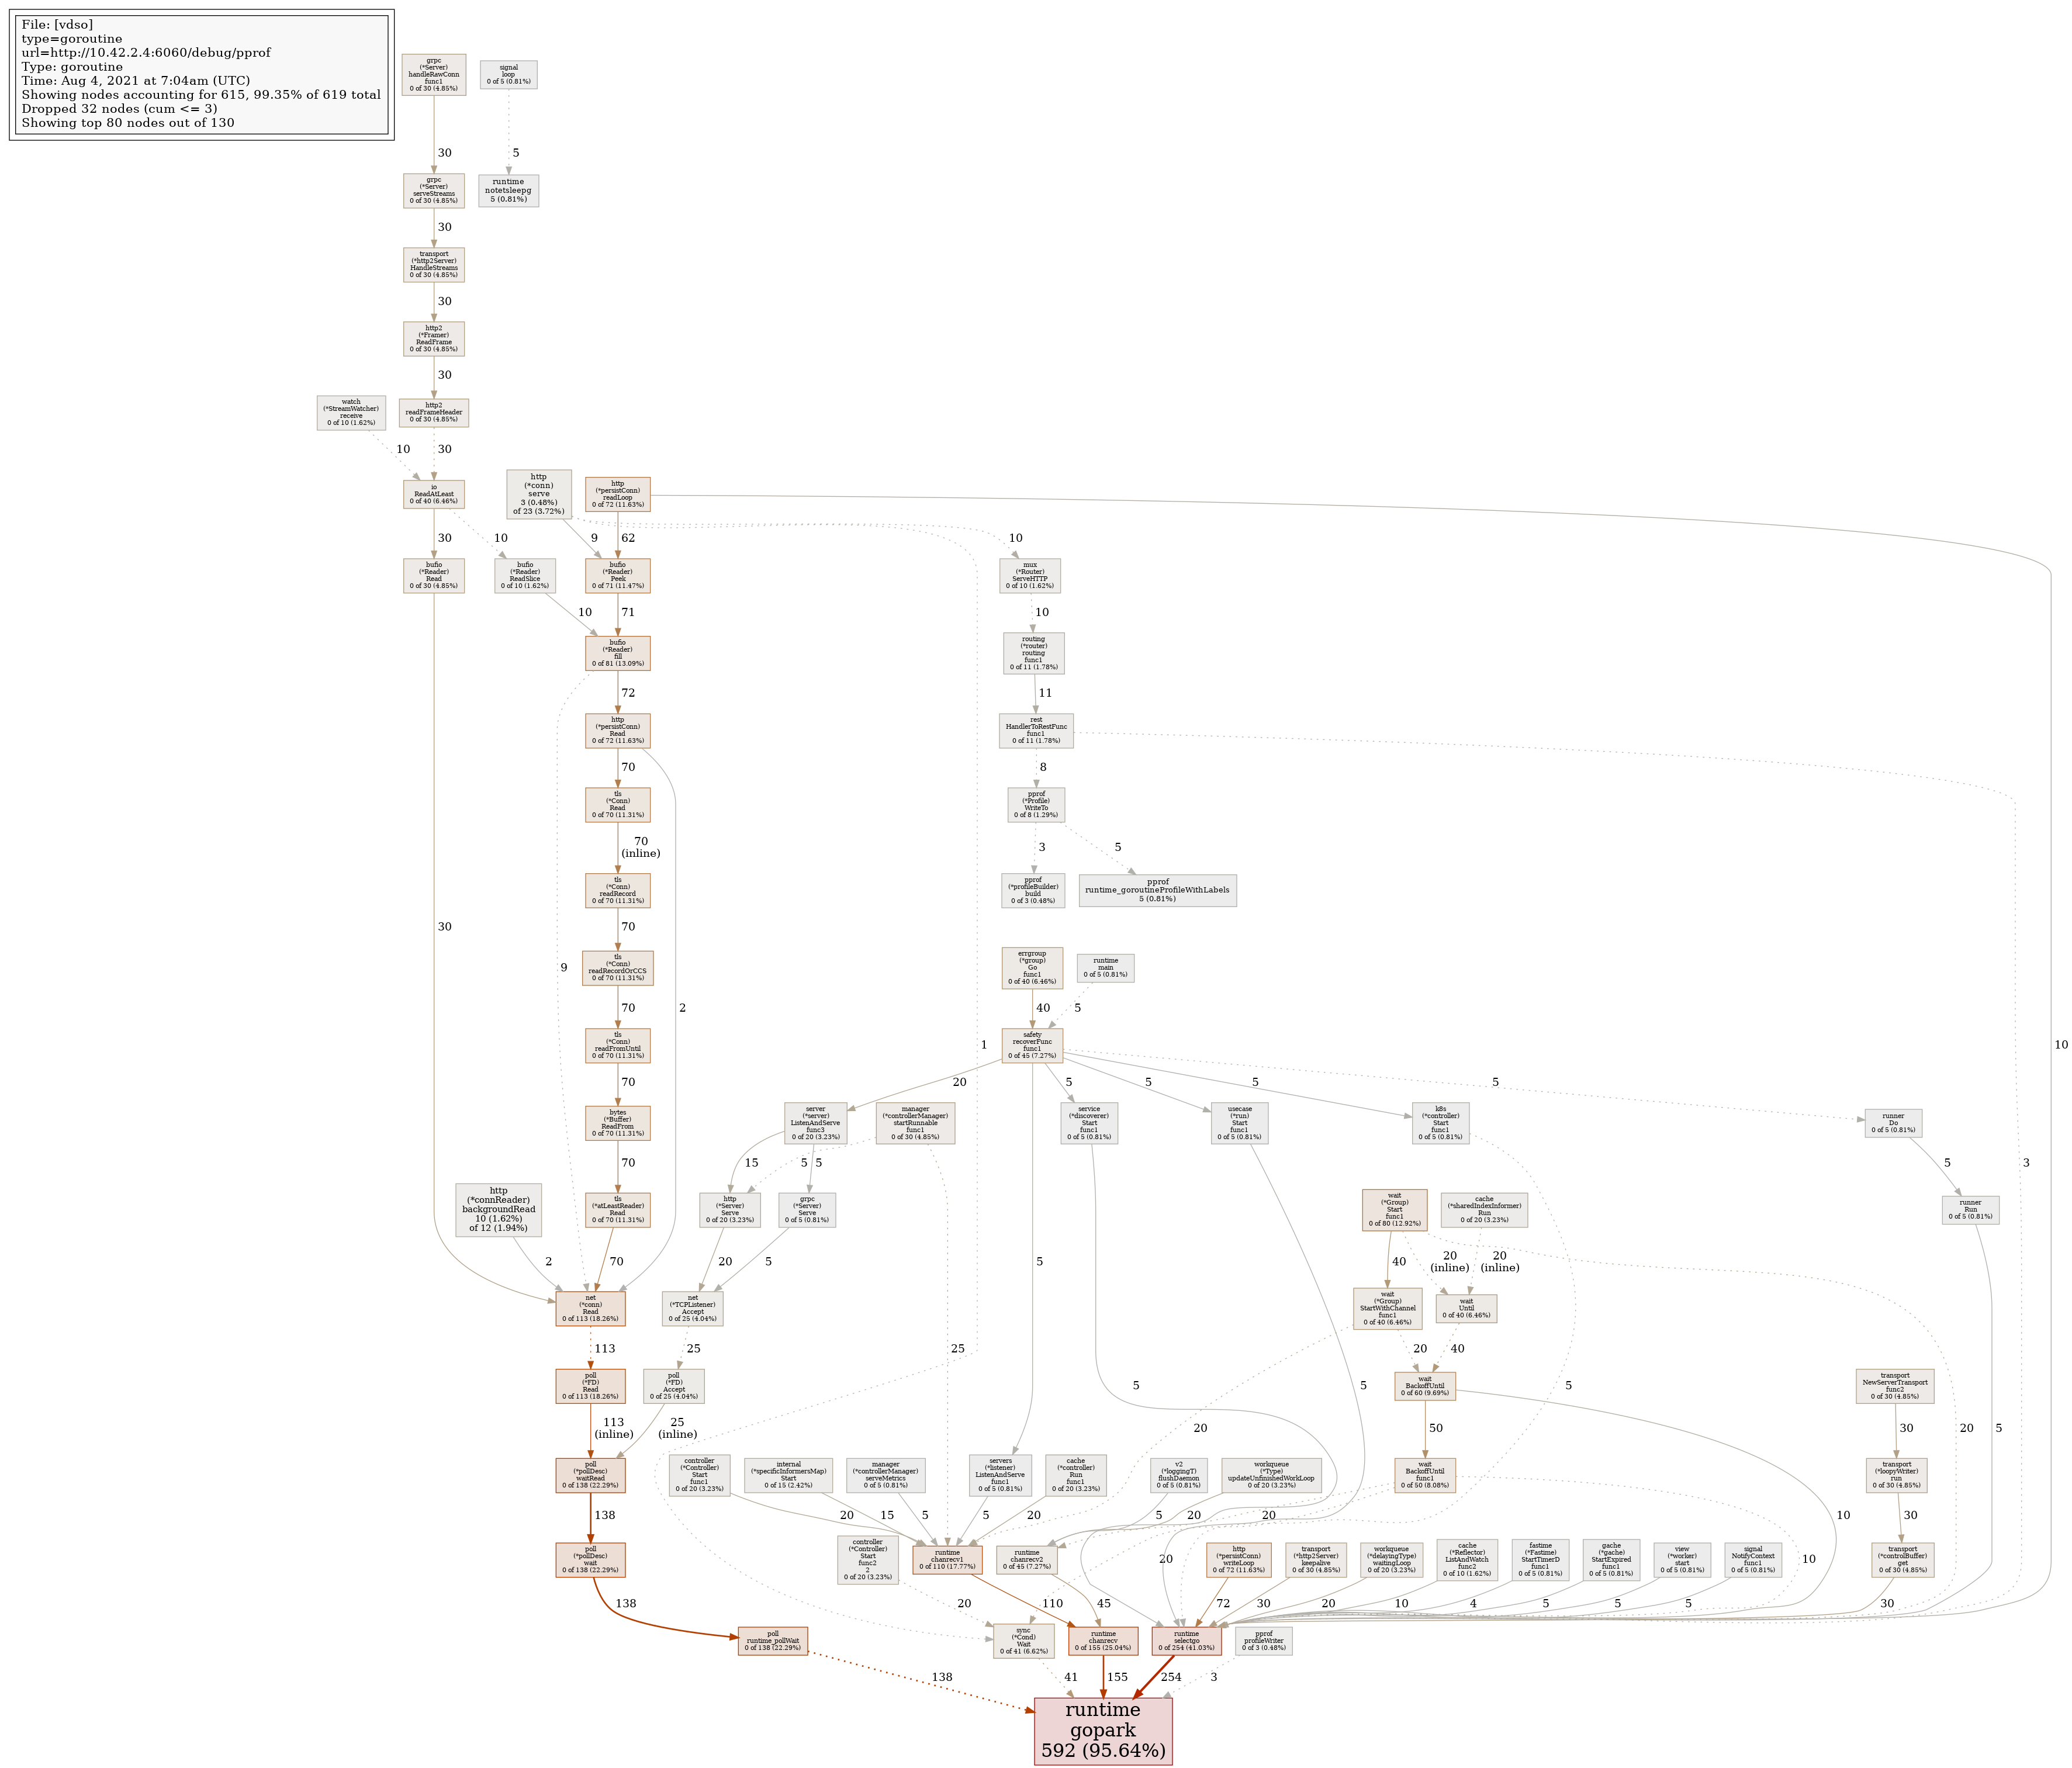 File: [vdso]
type=goroutine
url=http://10.42.2.4:6060/debug/pprof
Type: goroutine
Time: Aug 4, 2021 at 7:04am (UTC)
Showing nodes accounting for 615, 99.35% of 619 total
Dropped 32 nodes (cum <= 3)
Showing top 80 nodes out of 130
grpc
(*Server)
handleRawConn
func1
0 of 30 (4.85%)
signal
loop
0 of 5 (0.81%)
30
5
grpc
(*Server)
serveStreams
0 of 30 (4.85%)
runtime
notetsleepg
5 (0.81%)
30
transport
(*http2Server)
HandleStreams
0 of 30 (4.85%)
30
http2
(*Framer)
ReadFrame
0 of 30 (4.85%)
30
watch
(*StreamWatcher)
receive
0 of 10 (1.62%)
http2
readFrameHeader
0 of 30 (4.85%)
10
30
io
ReadAtLeast
0 of 40 (6.46%)
http
(*conn)
serve
3 (0.48%)
of 23 (3.72%)
http
(*persistConn)
readLoop
0 of 72 (11.63%)
30
10
9
62
10
bufio
(*Reader)
Read
0 of 30 (4.85%)
bufio
(*Reader)
ReadSlice
0 of 10 (1.62%)
bufio
(*Reader)
Peek
0 of 71 (11.47%)
mux
(*Router)
ServeHTTP
0 of 10 (1.62%)
10
71
10
bufio
(*Reader)
fill
0 of 81 (13.09%)
routing
(*router)
routing
func1
0 of 11 (1.78%)
72
11
http
(*persistConn)
Read
0 of 72 (11.63%)
rest
HandlerToRestFunc
func1
0 of 11 (1.78%)
70
8
tls
(*Conn)
Read
0 of 70 (11.31%)
pprof
(*Profile)
WriteTo
0 of 8 (1.29%)
70
(inline)
3
5
tls
(*Conn)
readRecord
0 of 70 (11.31%)
pprof
(*profileBuilder)
build
0 of 3 (0.48%)
pprof
runtime_goroutineProfileWithLabels
5 (0.81%)
30
70
9
tls
(*Conn)
readRecordOrCCS
0 of 70 (11.31%)
errgroup
(*group)
Go
func1
0 of 40 (6.46%)
runtime
main
0 of 5 (0.81%)
70
2
40
5
tls
(*Conn)
readFromUntil
0 of 70 (11.31%)
1
safety
recoverFunc
func1
0 of 45 (7.27%)
10
3
70
20
5
5
5
5
bytes
(*Buffer)
ReadFrom
0 of 70 (11.31%)
server
(*server)
ListenAndServe
func3
0 of 20 (3.23%)
manager
(*controllerManager)
startRunnable
func1
0 of 30 (4.85%)
service
(*discoverer)
Start
func1
0 of 5 (0.81%)
usecase
(*run)
Start
func1
0 of 5 (0.81%)
k8s
(*controller)
Start
func1
0 of 5 (0.81%)
runner
Do
0 of 5 (0.81%)
70
15
5
5
5
http
(*connReader)
backgroundRead
10 (1.62%)
of 12 (1.94%)
tls
(*atLeastReader)
Read
0 of 70 (11.31%)
http
(*Server)
Serve
0 of 20 (3.23%)
grpc
(*Server)
Serve
0 of 5 (0.81%)
wait
(*Group)
Start
func1
0 of 80 (12.92%)
cache
(*sharedIndexInformer)
Run
0 of 20 (3.23%)
runner
Run
0 of 5 (0.81%)
2
70
20
5
5
40
20
(inline)
20
(inline)
net
(*conn)
Read
0 of 113 (18.26%)
net
(*TCPListener)
Accept
0 of 25 (4.04%)
wait
(*Group)
StartWithChannel
func1
0 of 40 (6.46%)
wait
Until
0 of 40 (6.46%)
113
25
25
20
40
poll
(*FD)
Read
0 of 113 (18.26%)
poll
(*FD)
Accept
0 of 25 (4.04%)
5
5
wait
BackoffUntil
0 of 60 (9.69%)
5
transport
NewServerTransport
func2
0 of 30 (4.85%)
113
(inline)
25
(inline)
20
50
30
20
5
poll
(*pollDesc)
waitRead
0 of 138 (22.29%)
controller
(*Controller)
Start
func1
0 of 20 (3.23%)
internal
(*specificInformersMap)
Start
0 of 15 (2.42%)
manager
(*controllerManager)
serveMetrics
0 of 5 (0.81%)
servers
(*listener)
ListenAndServe
func1
0 of 5 (0.81%)
cache
(*controller)
Run
func1
0 of 20 (3.23%)
v2
(*loggingT)
flushDaemon
0 of 5 (0.81%)
workqueue
(*Type)
updateUnfinishedWorkLoop
0 of 20 (3.23%)
wait
BackoffUntil
func1
0 of 50 (8.08%)
transport
(*loopyWriter)
run
0 of 30 (4.85%)
138
20
15
5
5
20
5
20
20
10
30
poll
(*pollDesc)
wait
0 of 138 (22.29%)
controller
(*Controller)
Start
func2
2
0 of 20 (3.23%)
runtime
chanrecv1
0 of 110 (17.77%)
runtime
chanrecv2
0 of 45 (7.27%)
20
http
(*persistConn)
writeLoop
0 of 72 (11.63%)
transport
(*http2Server)
keepalive
0 of 30 (4.85%)
workqueue
(*delayingType)
waitingLoop
0 of 20 (3.23%)
cache
(*Reflector)
ListAndWatch
func2
0 of 10 (1.62%)
fastime
(*Fastime)
StartTimerD
func1
0 of 5 (0.81%)
gache
(*gache)
StartExpired
func1
0 of 5 (0.81%)
view
(*worker)
start
0 of 5 (0.81%)
signal
NotifyContext
func1
0 of 5 (0.81%)
10
transport
(*controlBuffer)
get
0 of 30 (4.85%)
138
20
110
45
72
30
20
10
4
5
5
5
30
poll
runtime_pollWait
0 of 138 (22.29%)
sync
(*Cond)
Wait
0 of 41 (6.62%)
runtime
chanrecv
0 of 155 (25.04%)
runtime
selectgo
0 of 254 (41.03%)
pprof
profileWriter
0 of 3 (0.48%)
138
41
155
254
3
runtime
gopark
592 (95.64%)